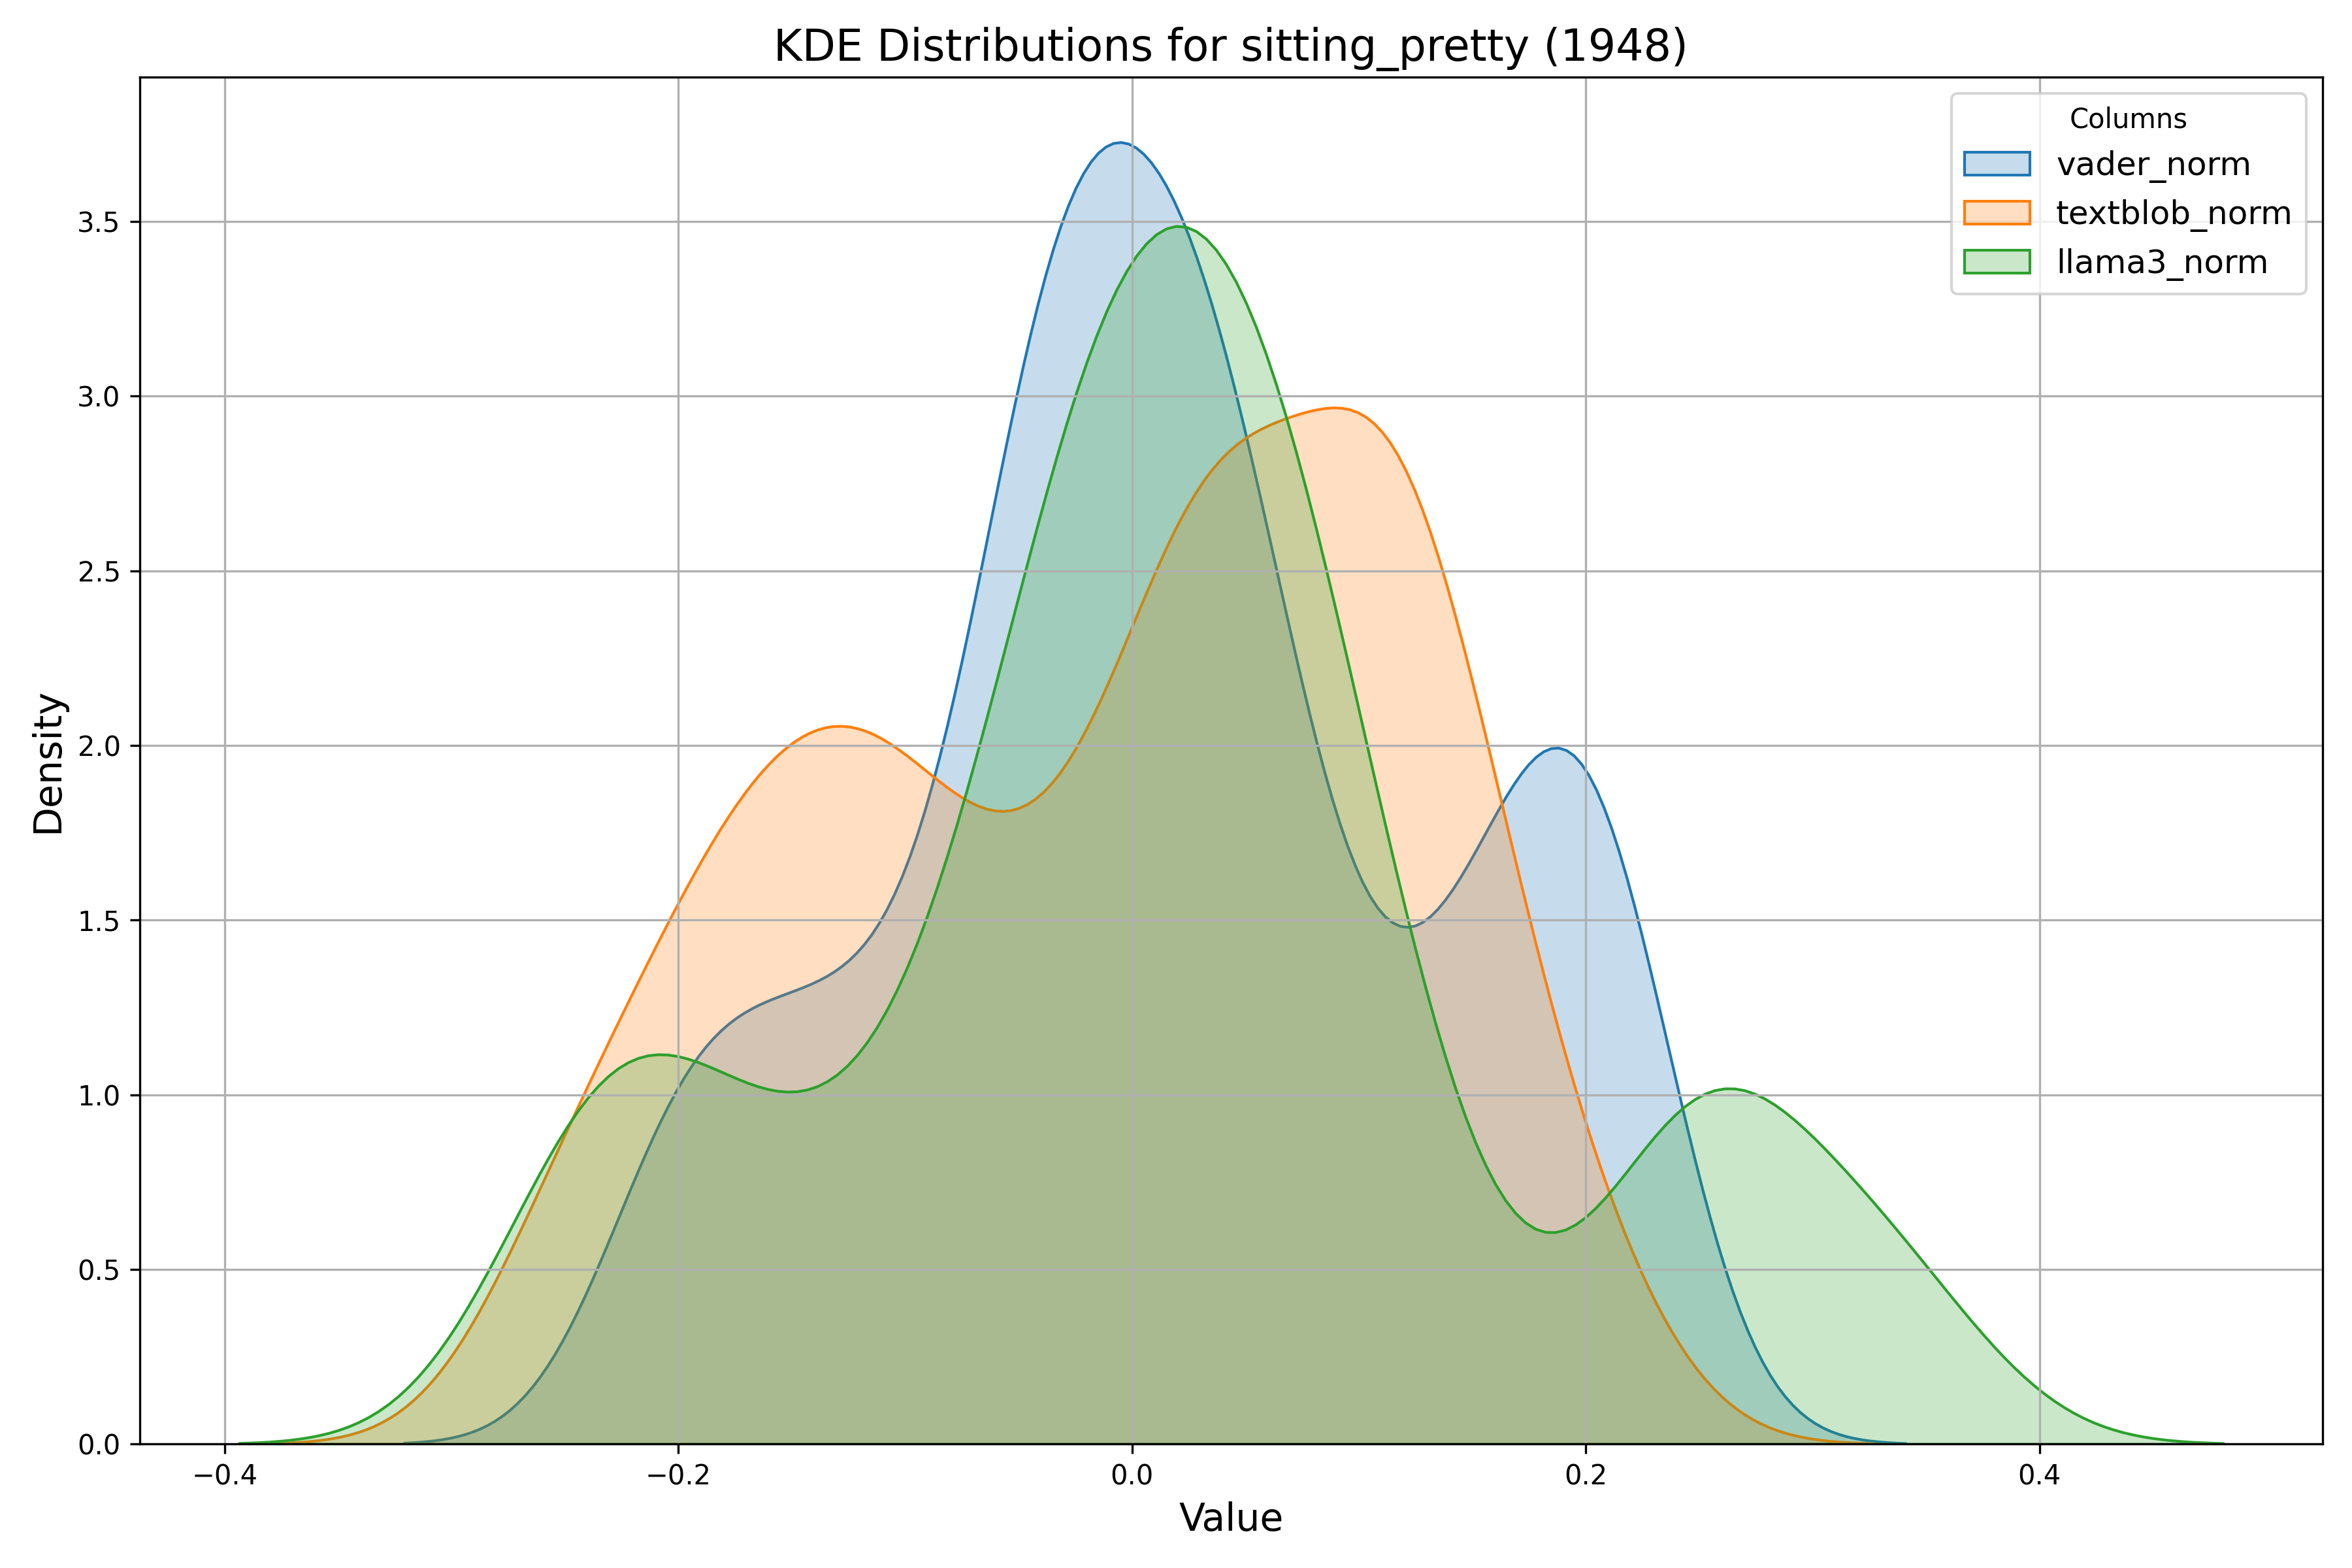 KDE Distributions for sitting_pretty (1948)
Columns
vader_norm
textblob_norm
llama3_norm
Density
3.5
3.0
2.5
2.0
1.5
1.0
0.5
0.0
−0.4
−0.2
0.0
0.2
0.4
Value